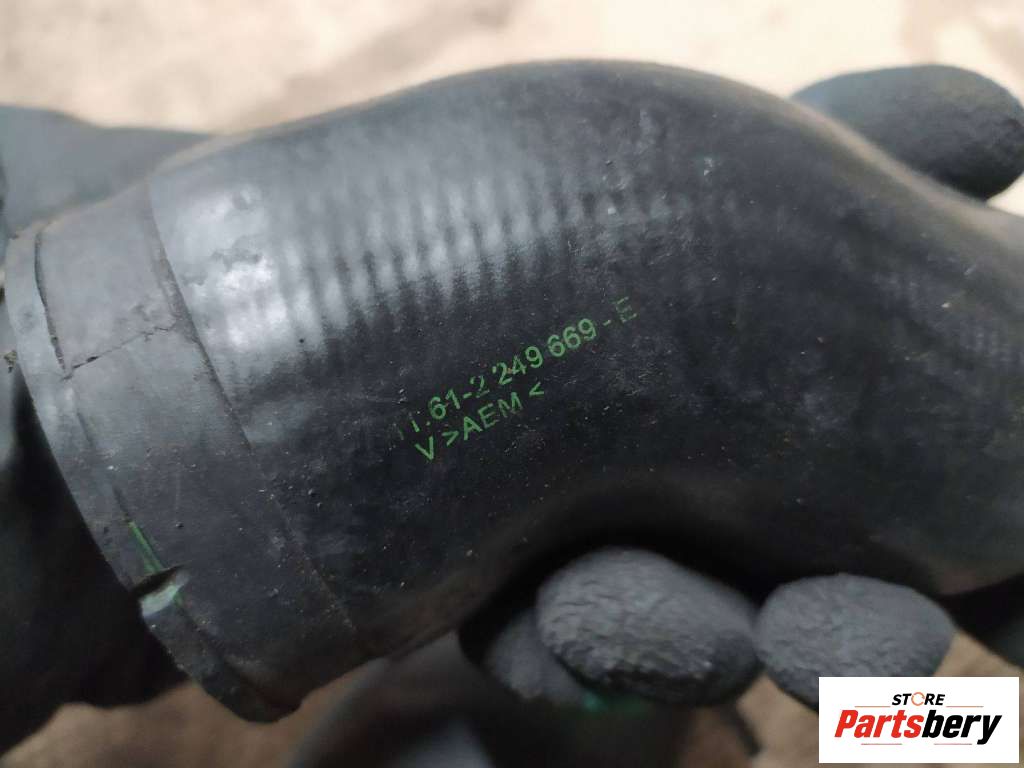 11.61-2 249 669 - E
V >AEM<
STORE
Partsbery